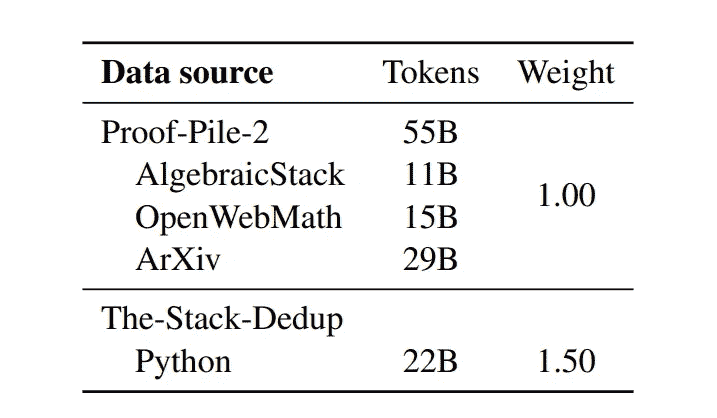 Data source Tokens Weight
Proof-Pile-2 55B
AlgebraicStack 11B
1.00
OpenWebMath 15B
ArXiv 29B
The-Stack-Dedup
Python 22B 1.50